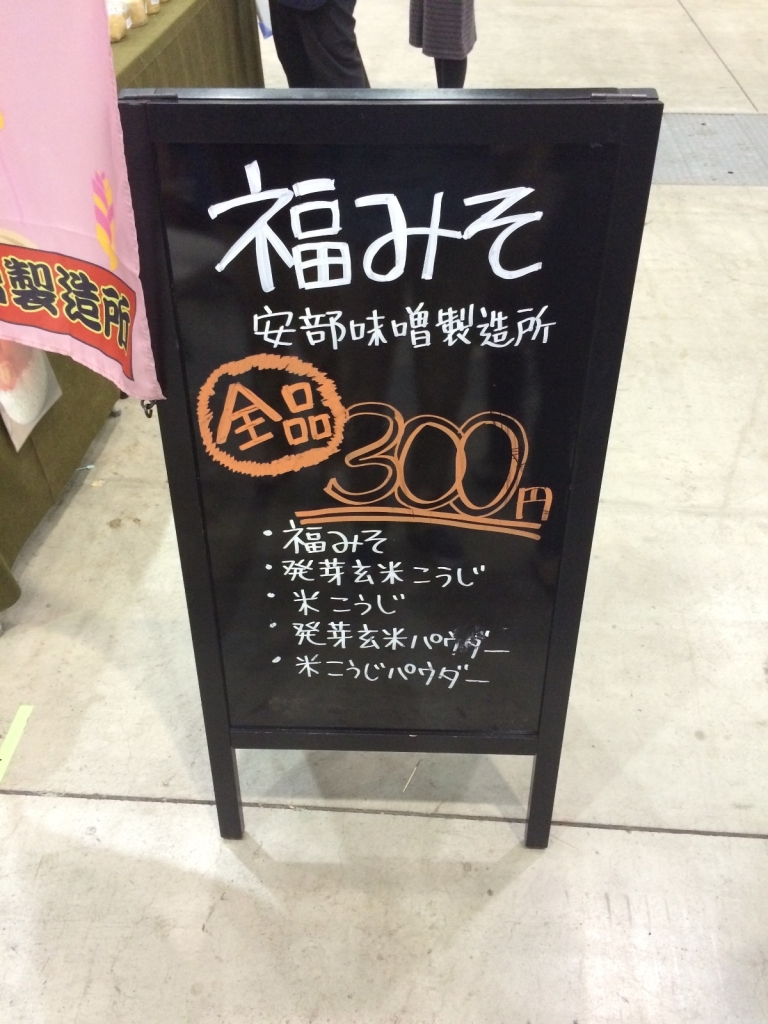 福みそ
安部味噌製造所
全品
300円
・福みそ
・発芽玄米こうじ
・米こうじ
・発芽玄米パウダー
・米こうじパウダー
製造所